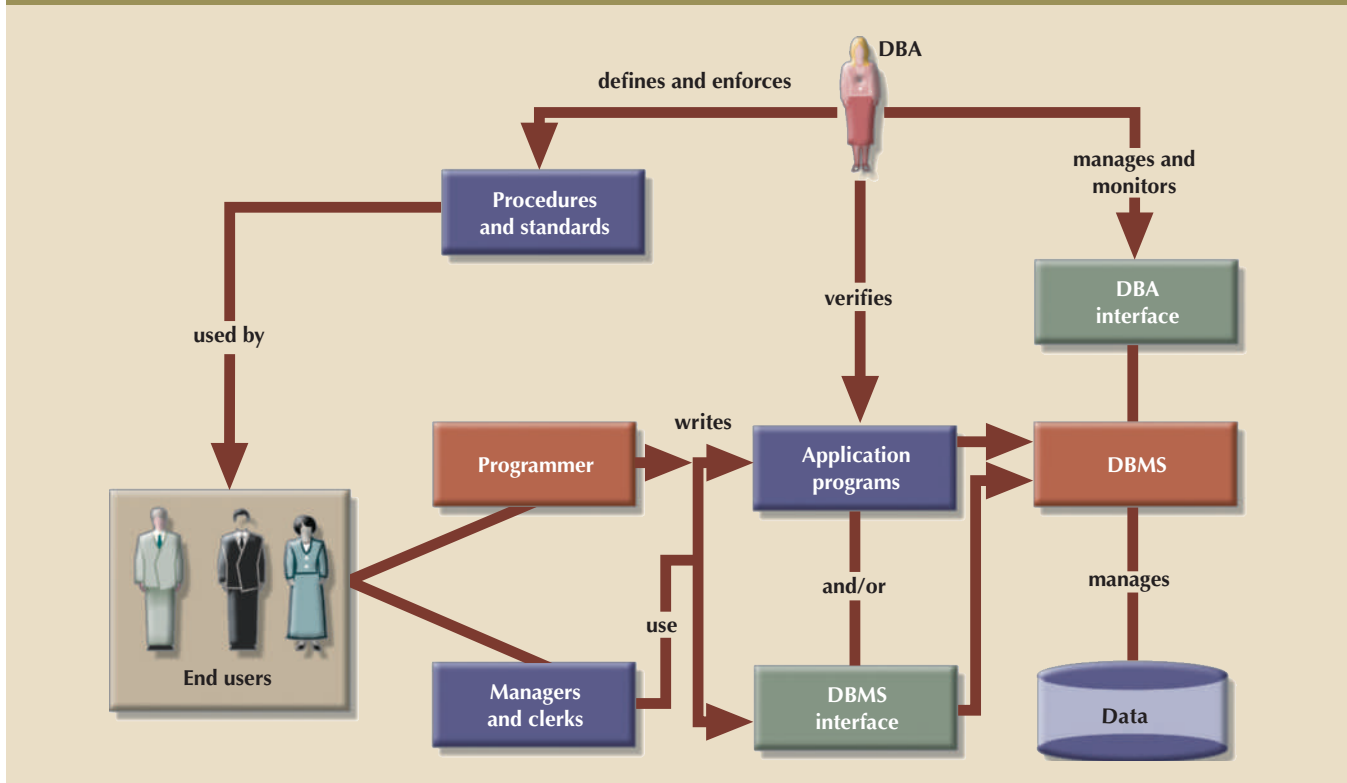 DBA
defines and enforces
manages and
monitors
Procedures
and standards
DBA
interface
verifies
used by
writes
Programmer
Application
programs
DBMS
and/or
manages
use
End users
Managers
and clerks
DBMS
interface
Data